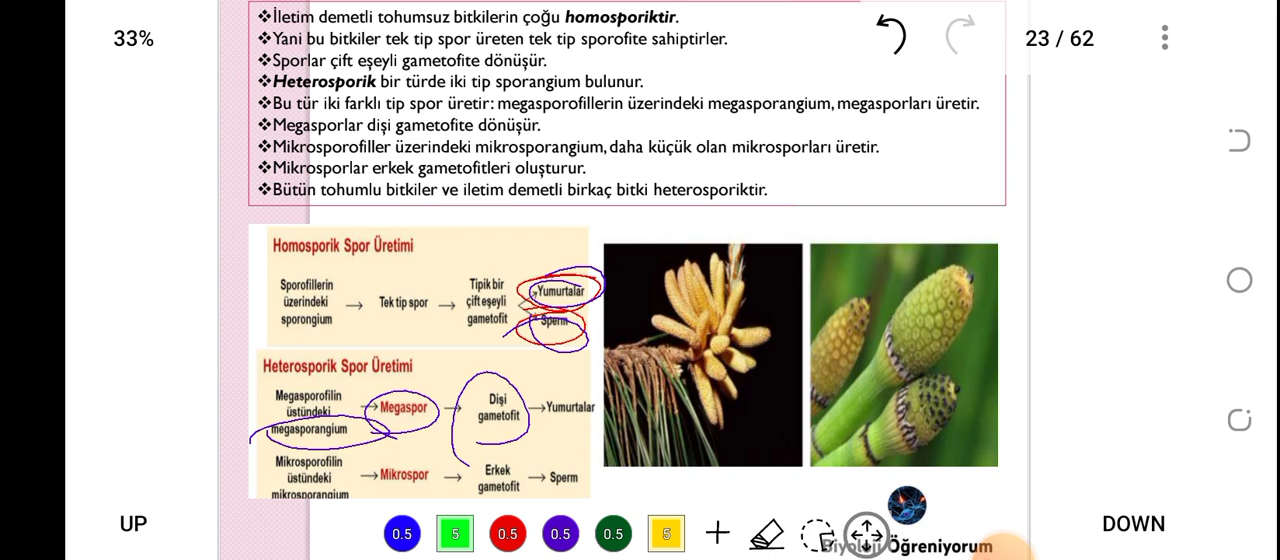 33%
23 / 62
❖İletim demetli tohumsuz bitkilerin çoğu homosporiktir.
❖Yani bu bitkiler tek tip spor üreten tek tip sporofite sahiptirler.
❖Sporlar çift eşeyli gametofite dönüşür.
❖Heterosporik bir türde iki tip sporangium bulunur.
❖Bu tür iki farklı tip spor üretir: megasporofillerin üzerindeki megasporangium, megasporları üretir.
❖Megasporlar dişi gametofite dönüşür.
❖Mikrosporofiller üzerindeki mikrosporangium, daha küçük olan mikrosporları üretir.
❖Mikrosporlar erkek gametofitleri oluşturur.
❖Bütün tohumlu bitkiler ve iletim demetli birkaç bitki heterosporiktir.
Homosporik Spor Üretimi
Sporofillerin
üzerindeki
sporongium
Tek tip spor
Tipik bir
çift eşeyli
gametofit
Yumurtalar
Sperm
Heterosporik Spor Üretimi
Megasporofilin
üstündeki
megasporangium
Megaspor
Dişi
gametofit
Yumurtalar
Mikrosporofilin
üstündeki
mikrosporangium
Mikrospor
Erkek
gametofit
Sperm
UP
0.5
5
0.5
0.5
0.5
5
DOWN
Biyoloji Öğreniyorum